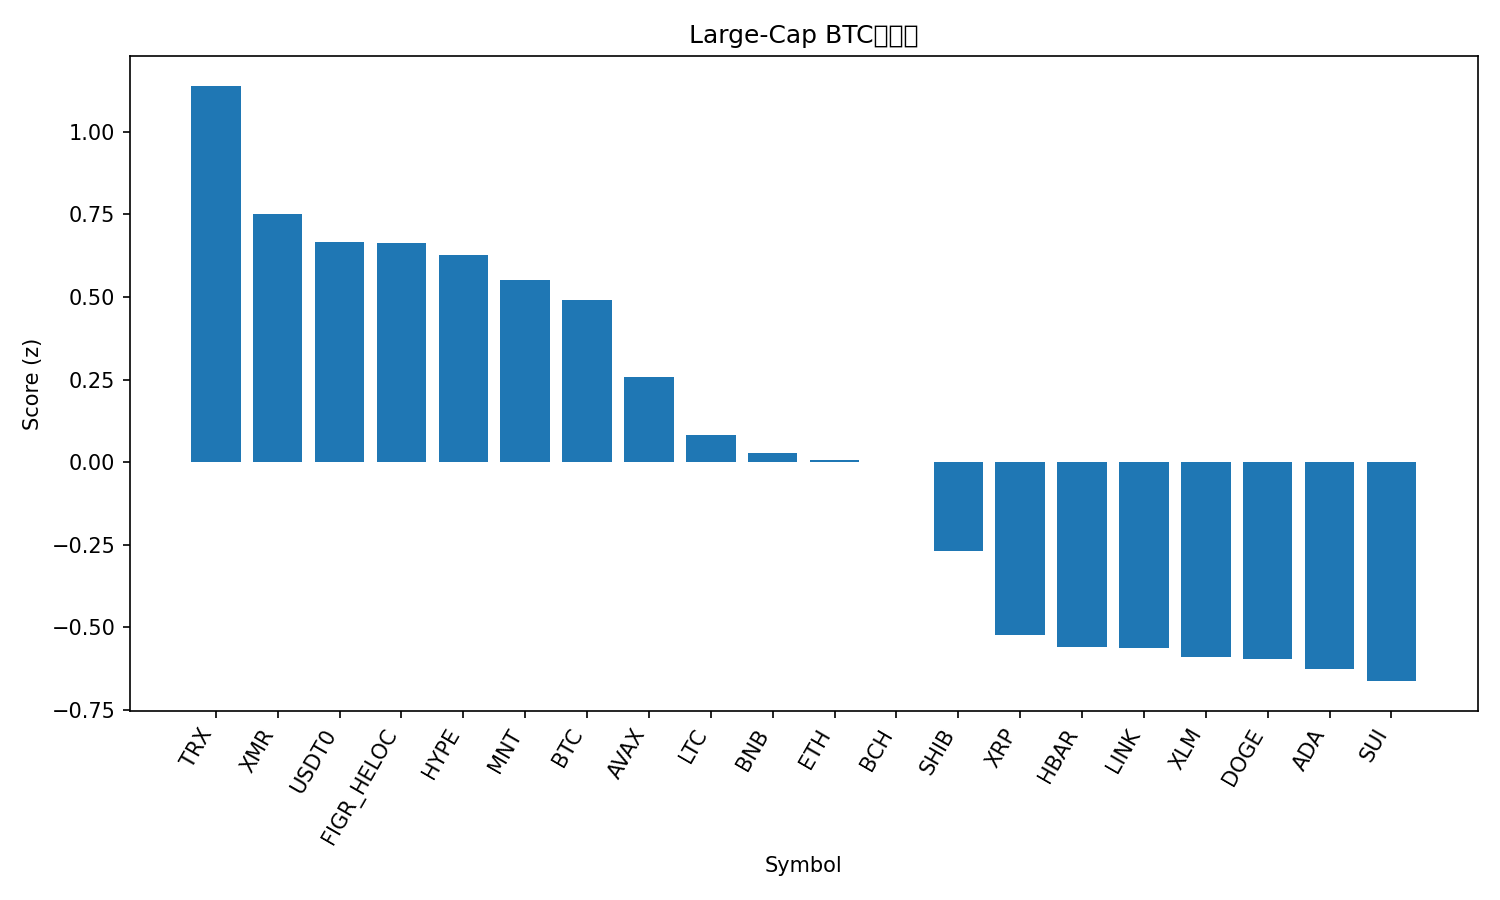 Large-Cap BTC
1.00
0.75
0.50
0.25
0.00
−0.25
−0.50
−0.75
Score (z)
TRX
XMR
USDT0
FIGR_HELOC
HYPE
MNT
BTC
AVAX
LTC
BNB
ETH
BCH
SHIB
XRP
HBAR
LINK
XLM
DOGE
ADA
SUI
Symbol